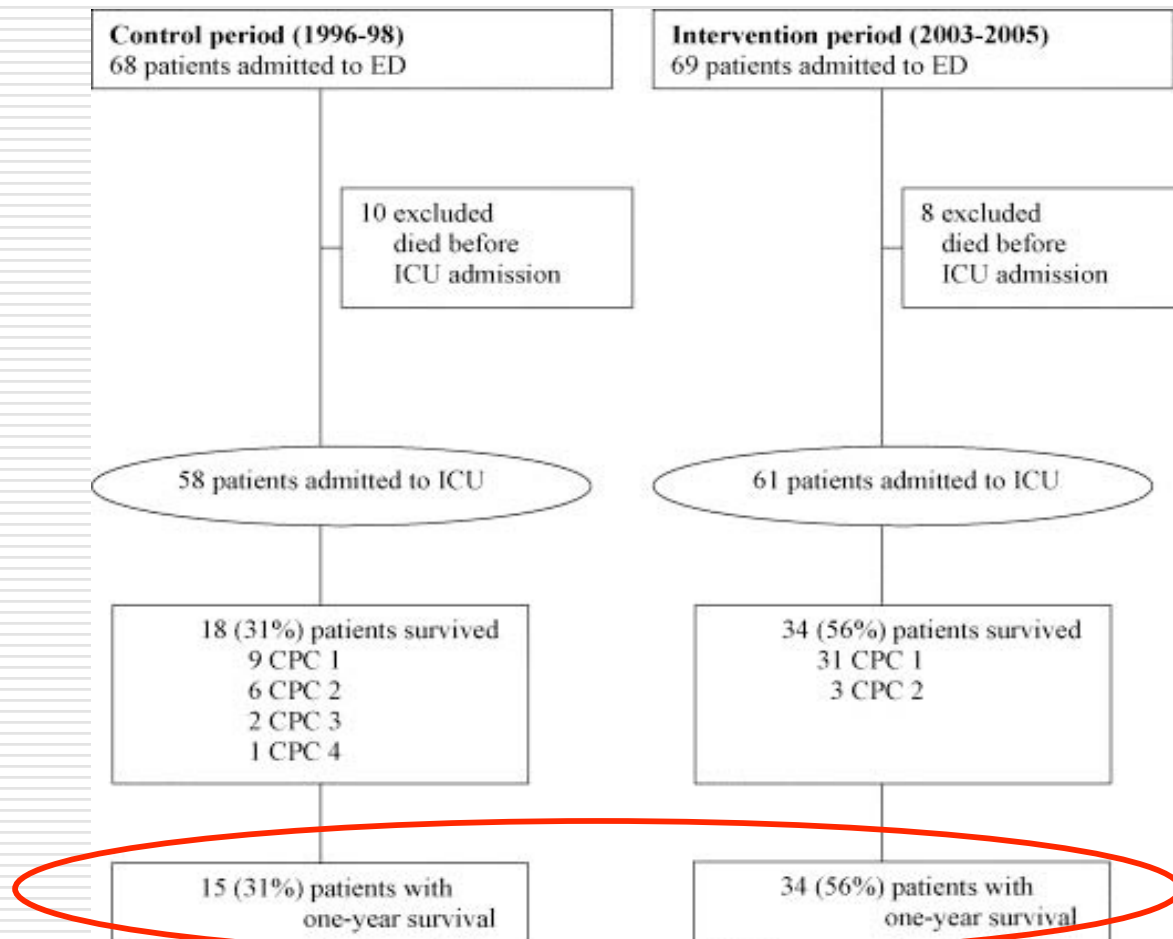 Control period (1996-98)
68 patients admitted to ED
Intervention period (2003-2005)
69 patients admitted to ED
10 excluded
died before
ICU admission
8 excluded
died before
ICU admission
58 patients admitted to ICU
61 patients admitted to ICU
18 (31%) patients survived
9 CPC 1
6 CPC 2
2 CPC 3
1 CPC 4
34 (56%) patients survived
31 CPC 1
3 CPC 2
15 (31%) patients with
one-year survival
34 (56%) patients with
one-year survival